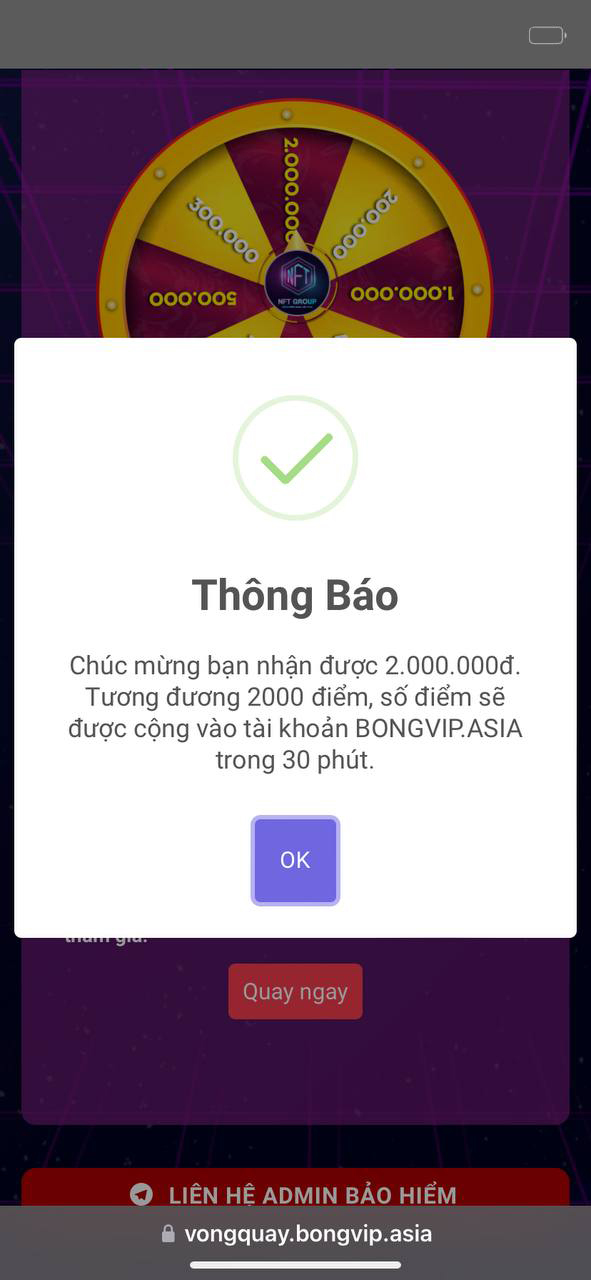 2.000.000
300.000
200.000
500.000
1.000.000
NFT
NFT GROUP
Thông Báo
Chúc mừng bạn nhận được 2.000.000đ.
Tương đương 2000 điểm, số điểm sẽ
được cộng vào tài khoản BONGVIP.ASIA
trong 30 phút.
OK
tham gia.
Quay ngay
LIÊN HỆ ADMIN BẢO HIỂM
vongquay.bongvip.asia